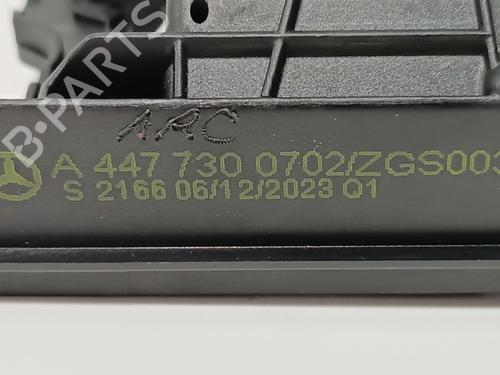 B-PARTS
ARC
A 447 730 0702/ZGS003
S 2166 06/12/2023 Q1